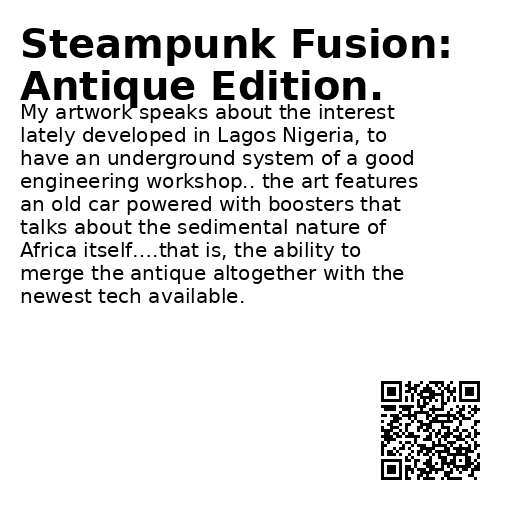 Steampunk Fusion:
Antique Edition.
My artwork speaks about the interest
lately developed in Lagos Nigeria, to
have an underground system of a good
engineering workshop.. the art features
an old car powered with boosters that
talks about the sedimental nature of
Africa itself....that is, the ability to
merge the antique altogether with the
newest tech available.